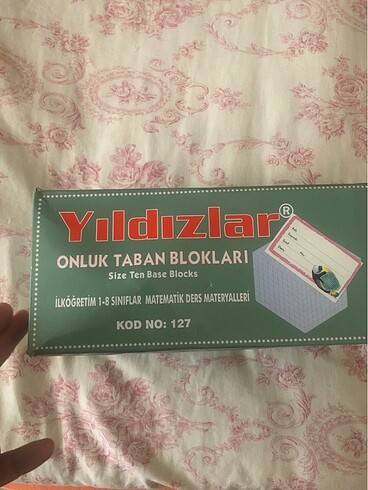 Yıldızlar®
ONLUK TABAN BLOKLARI
Size Ten Base Blocks
İLKÖĞRETİM 1-8 SINIFLAR MATEMATİK DERS MATERYALLERİ
KOD NO: 127